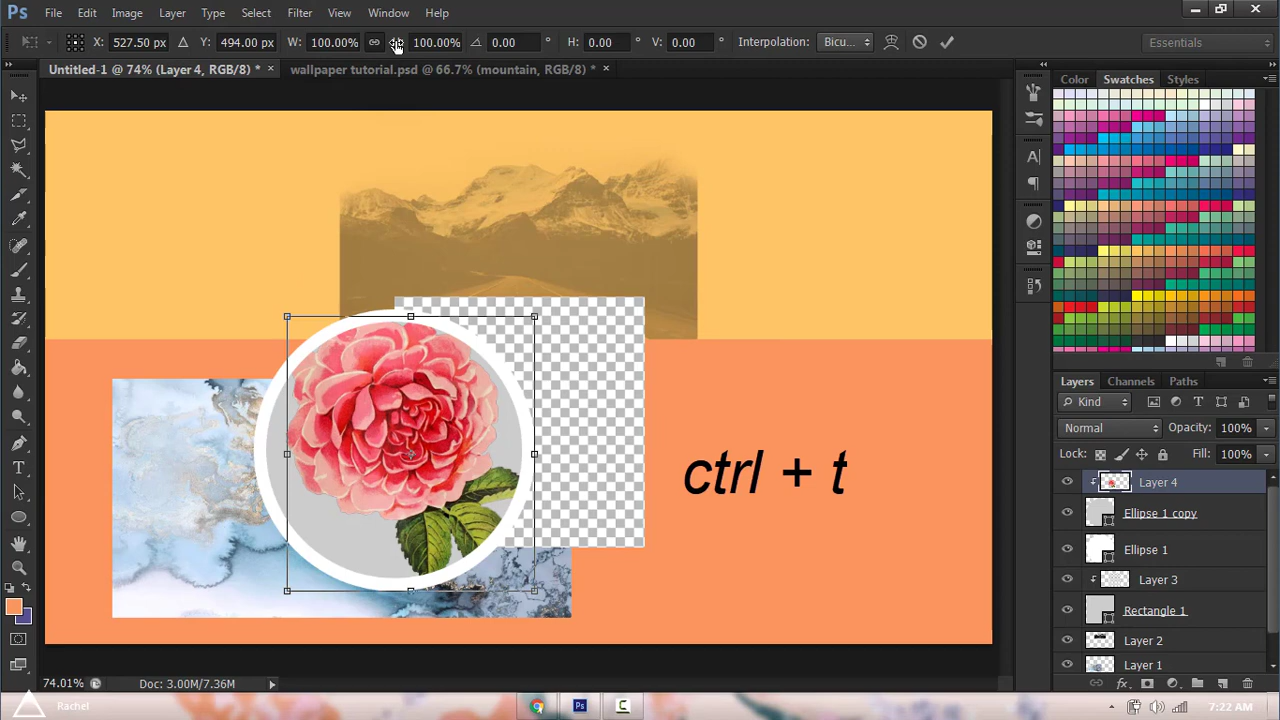 Ps File Edit Image Layer Type Select Filter View Window Help
X: 527.50 px Y: 494.00 px W: 100.00% H: 100.00% 0.00 ° H: 0.00 ° V: 0.00 ° Interpolation: Bicu... Essentials
Untitled-1 @ 74% (Layer 4, RGB/8) * × wallpaper tutorial.psd @ 66.7% (mountain, RGB/8) * ×
Color Swatches Styles
Layers Channels Paths
Kind
Normal Opacity: 100%
Lock: Fill: 100%
Layer 4
Ellipse 1 copy
Ellipse 1
Layer 3
Rectangle 1
Layer 2
Layer 1
ctrl + t
74.01% Doc: 3.00M/7.36M
Rachel Ps 7:22 AM